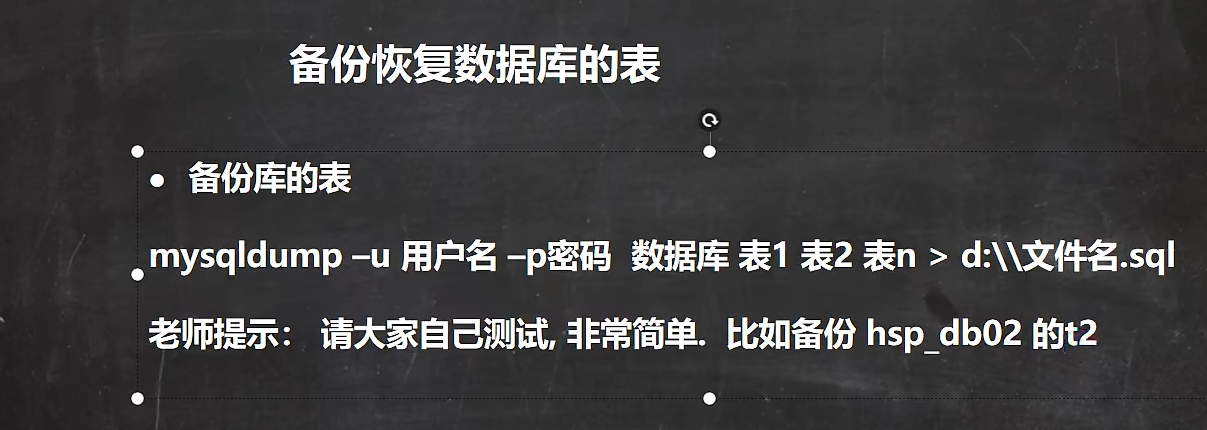 备份恢复数据库的表
● 备份库的表
mysqldump –u 用户名 –p密码 数据库 表1 表2 表n > d:\\文件名.sql
老师提示： 请大家自己测试, 非常简单. 比如备份 hsp_db02 的t2